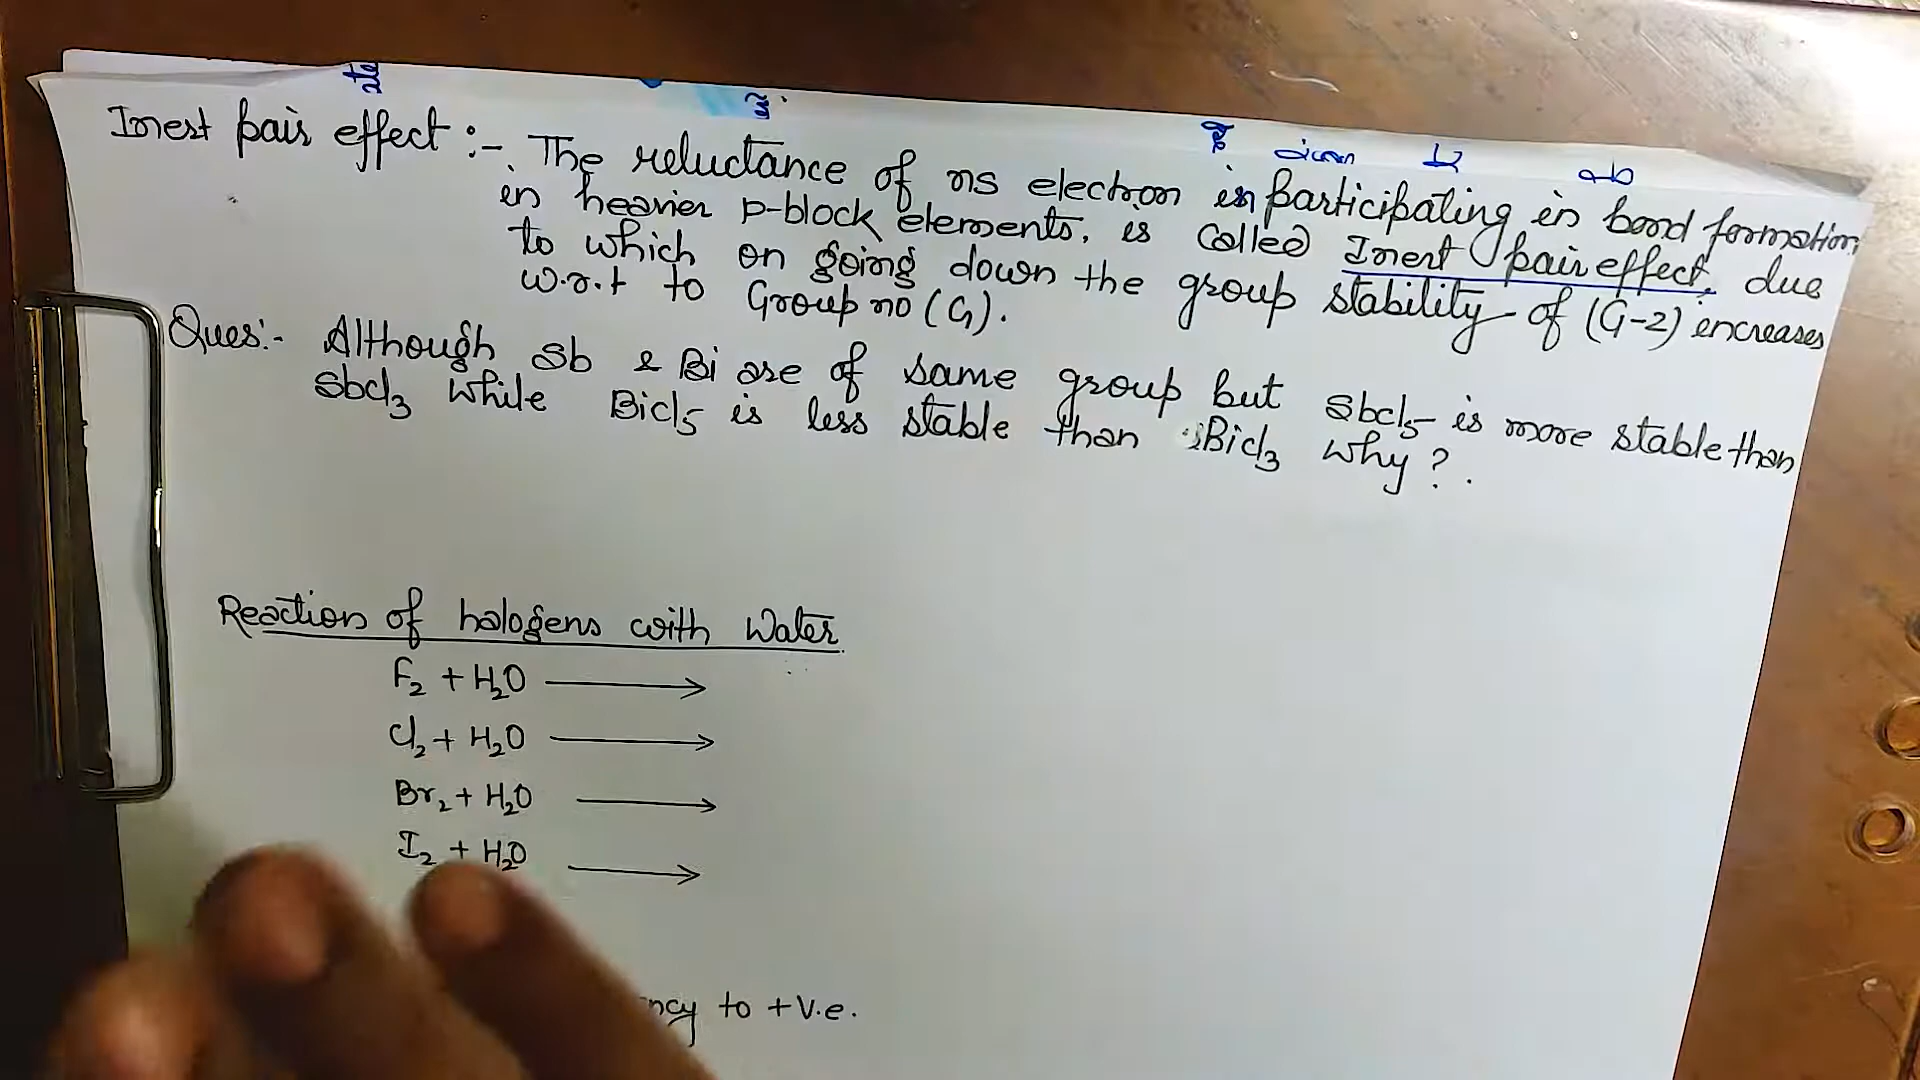 Inert pair effect :- The reluctance of ns electron in participating in bond formation
in heavier p-block elements, is called Inert pair effect, due
to which on going down the group stability of (G-2) increases
w.r.t to Group no (G).
Ques:- Although Sb & Bi are of same group but SbCl5 is more stable than
SbCl3 while BiCl5 is less stable than BiCl3 why?.
Reaction of halogens with Water
F2 + H2O ⟶
Cl2 + H2O ⟶
Br2 + H2O ⟶
I2 + H2O ⟶
to +V.e.